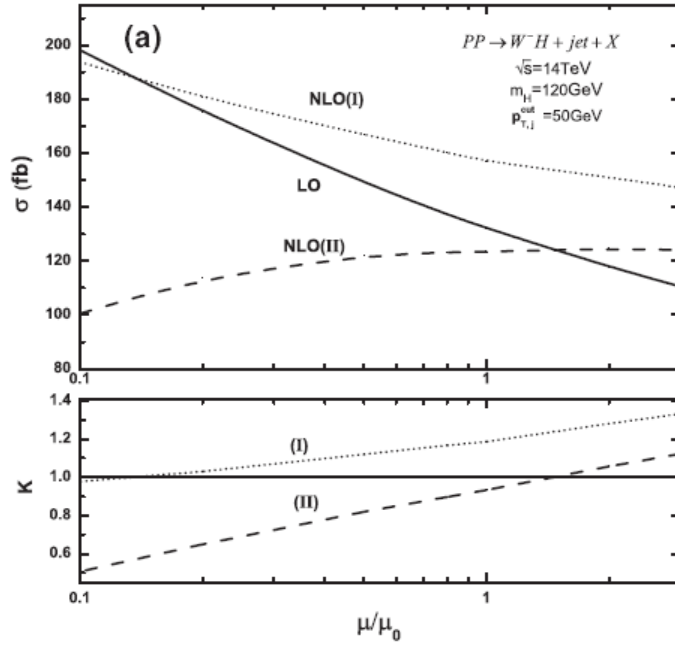 (a)
PP → W⁻H + jet + X
√s=14TeV
m_H=120GeV
p_{T,j}^{cut}=50GeV
NLO(I)
LO
NLO(II)
σ (fb)
200
180
160
140
120
100
80
0.1
1
(I)
(II)
K
1.4
1.2
1.0
0.8
0.6
0.1
1
μ/μ₀